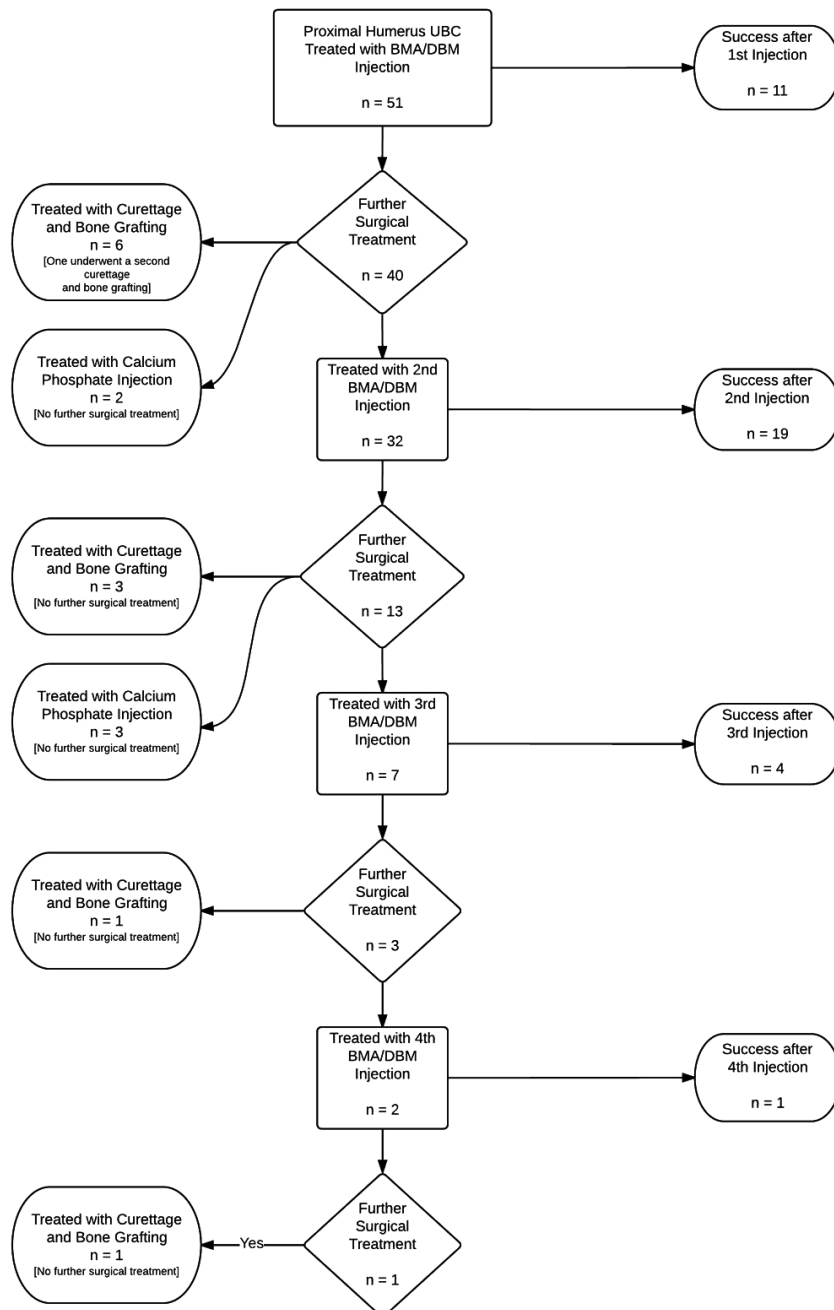 Proximal Humerus UBC
Treated with BMA/DBM
Injection
n = 51
Success after
1st Injection
n = 11
Further
Surgical
Treatment
n = 40
Treated with Curettage
and Bone Grafting
n = 6
[One underwent a second
curettage
and bone grafting]
Treated with Calcium
Phosphate Injection
n = 2
[No further surgical treatment]
Treated with 2nd
BMA/DBM
Injection
n = 32
Success after
2nd Injection
n = 19
Further
Surgical
Treatment
n = 13
Treated with Curettage
and Bone Grafting
n = 3
[No further surgical treatment]
Treated with Calcium
Phosphate Injection
n = 3
[No further surgical treatment]
Treated with 3rd
BMA/DBM
Injection
n = 7
Success after
3rd Injection
n = 4
Further
Surgical
Treatment
n = 3
Treated with Curettage
and Bone Grafting
n = 1
[No further surgical treatment]
Treated with 4th
BMA/DBM
Injection
n = 2
Success after
4th Injection
n = 1
Further
Surgical
Treatment
n = 1
Yes
Treated with Curettage
and Bone Grafting
n = 1
[No further surgical treatment]